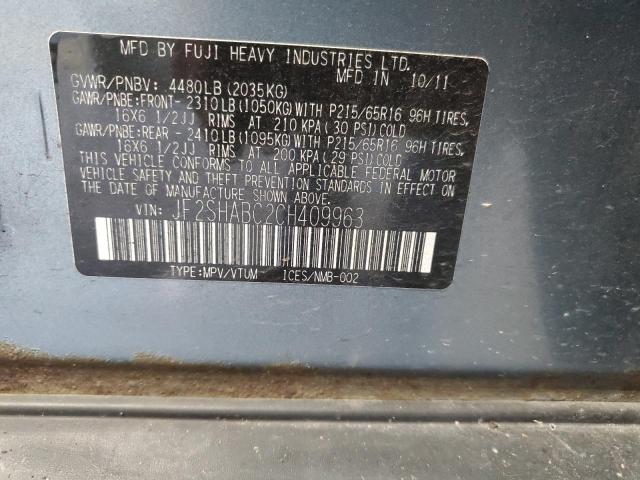 MFD BY FUJI HEAVY INDUSTRIES LTD.
MFD IN 10/11
GVWR/PNBV: 4480LB(2035KG)
GAWR/PNBE:FRONT-2310LB(1050KG)WITH P215/65R16 96H TIRES,
16X6 1/2JJ RIMS AT 210 KPA(30 PSI)COLD
GAWR/PNBE:REAR -2410LB(1095KG)WITH P215/65R16 96H TIRES,
16X6 1/2JJ RIMS AT 200 KPA(29 PSI)COLD
THIS VEHICLE CONFORMS TO ALL APPLICABLE FEDERAL MOTOR
VEHICLE SAFETY AND THEFT PREVENTION STANDARDS IN EFFECT ON
THE DATE OF MANUFACTURE SHOWN ABOVE.
VIN: JF2SHABC2CH409963
TYPE:MPV/VTUM ICES/NMB-002